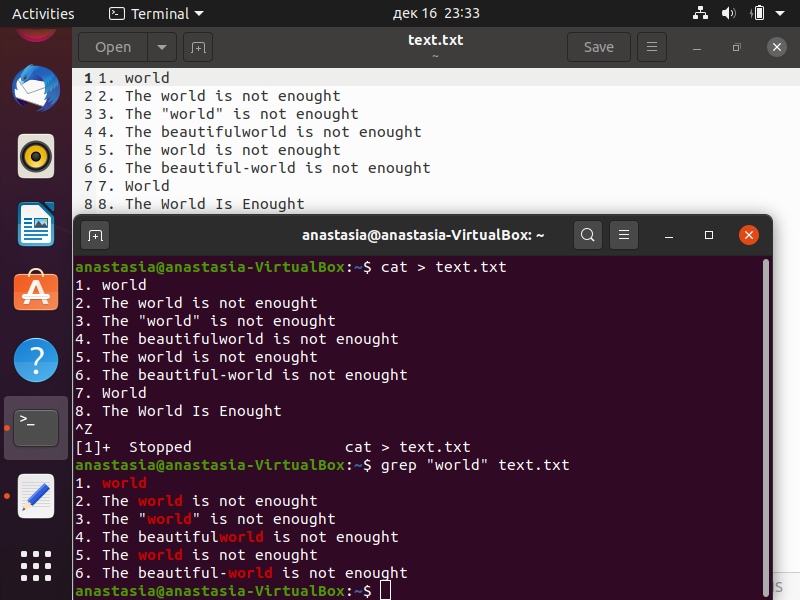 Activities Terminal дек 16 23:33
Open text.txt Save
~
1 1. world
2 2. The world is not enought
3 3. The "world" is not enought
4 4. The beautifulworld is not enought
5 5. The world is not enought
6 6. The beautiful-world is not enought
7 7. World
8 8. The World Is Enought
anastasia@anastasia-VirtualBox: ~
anastasia@anastasia-VirtualBox:~$ cat > text.txt
1. world
2. The world is not enought
3. The "world" is not enought
4. The beautifulworld is not enought
5. The world is not enought
6. The beautiful-world is not enought
7. World
8. The World Is Enought
^Z
[1]+  Stopped                 cat > text.txt
anastasia@anastasia-VirtualBox:~$ grep "world" text.txt
1. world
2. The world is not enought
3. The "world" is not enought
4. The beautifulworld is not enought
5. The world is not enought
6. The beautiful-world is not enought
anastasia@anastasia-VirtualBox:~$